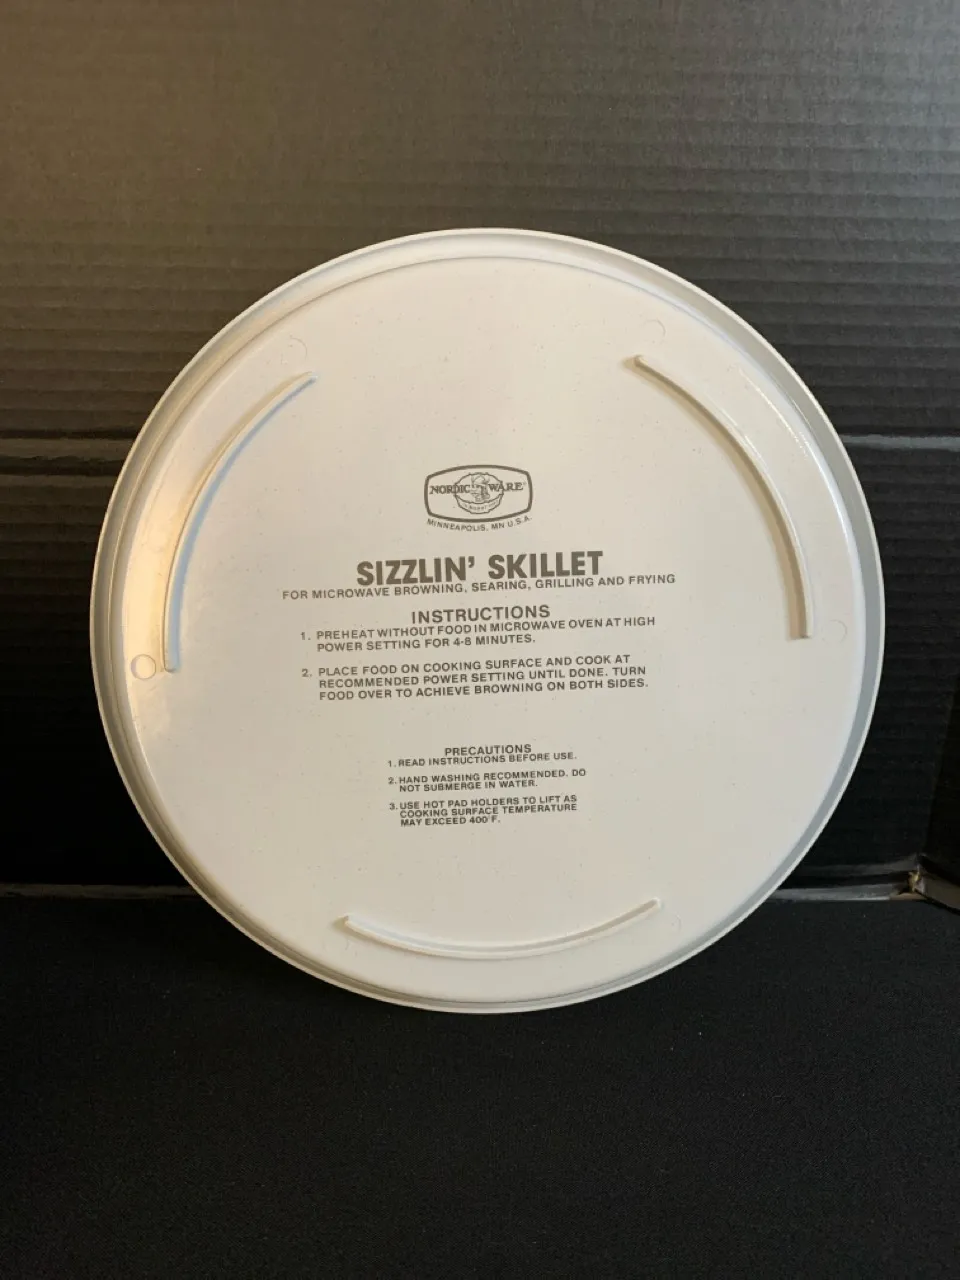 NORDIC WARE®
MINNEAPOLIS, MN U.S.A.
SIZZLIN' SKILLET
FOR MICROWAVE BROWNING, SEARING, GRILLING AND FRYING
INSTRUCTIONS
1. PREHEAT WITHOUT FOOD IN MICROWAVE OVEN AT HIGH
POWER SETTING FOR 4-8 MINUTES.
2. PLACE FOOD ON COOKING SURFACE AND COOK AT
RECOMMENDED POWER SETTING UNTIL DONE. TURN
FOOD OVER TO ACHIEVE BROWNING ON BOTH SIDES.
PRECAUTIONS
1. READ INSTRUCTIONS BEFORE USE.
2. HAND WASHING RECOMMENDED. DO
NOT SUBMERGE IN WATER.
3. USE HOT PAD HOLDERS TO LIFT AS
COOKING SURFACE TEMPERATURE
MAY EXCEED 400°F.